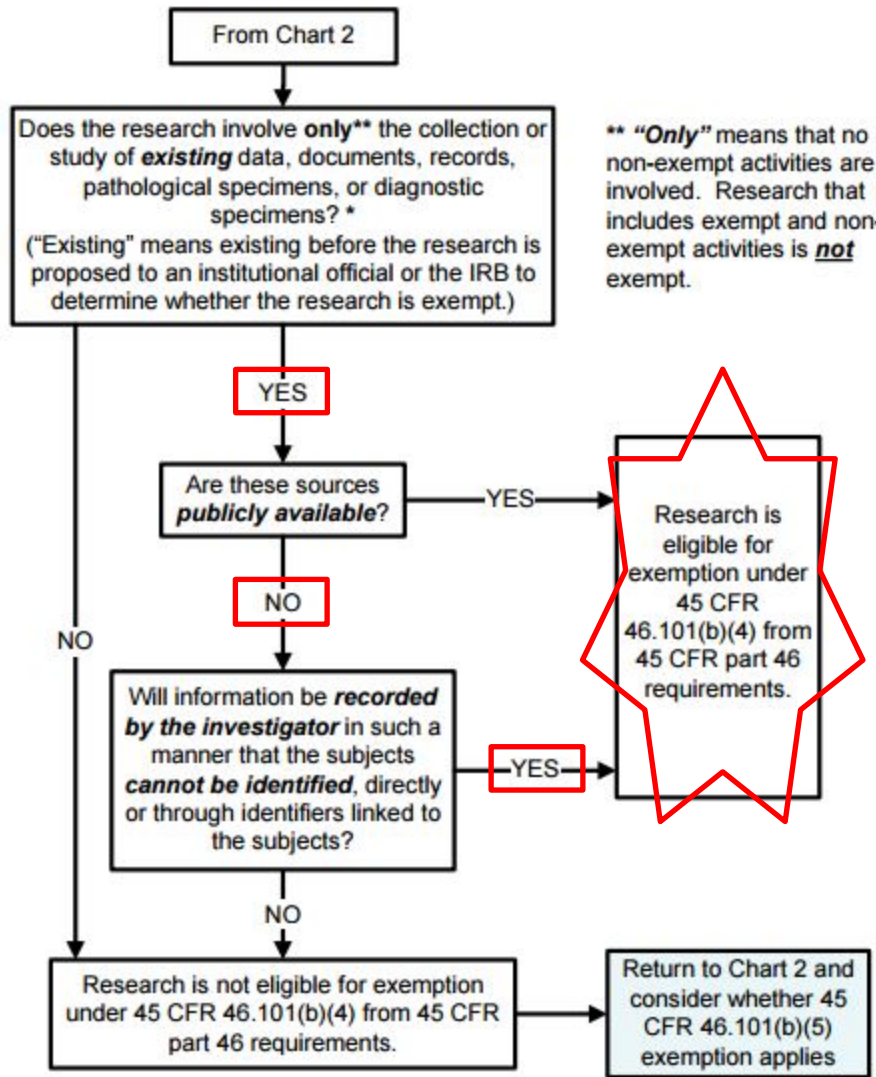 From Chart 2
Does the research involve only** the collection or
study of existing data, documents, records,
pathological specimens, or diagnostic
specimens? *
("Existing" means existing before the research is
proposed to an institutional official or the IRB to
determine whether the research is exempt.)
** "Only" means that no
non-exempt activities are
involved. Research that
includes exempt and non-
exempt activities is not
exempt.
YES
Are these sources
publicly available?
YES
Research is
eligible for
exemption under
45 CFR
46.101(b)(4) from
45 CFR part 46
requirements.
NO
NO
Will information be recorded
by the investigator in such a
manner that the subjects
cannot be identified, directly
or through identifiers linked to
the subjects?
YES
NO
Research is not eligible for exemption
under 45 CFR 46.101(b)(4) from 45 CFR
part 46 requirements.
Return to Chart 2 and
consider whether 45
CFR 46.101(b)(5)
exemption applies